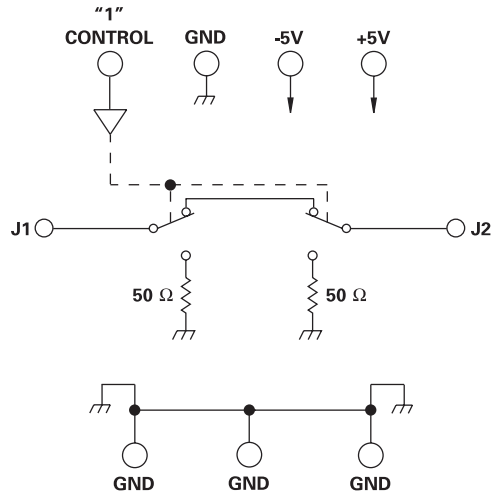 “1”
CONTROL GND -5V +5V
J1 J2
50 Ω 50 Ω
GND GND GND